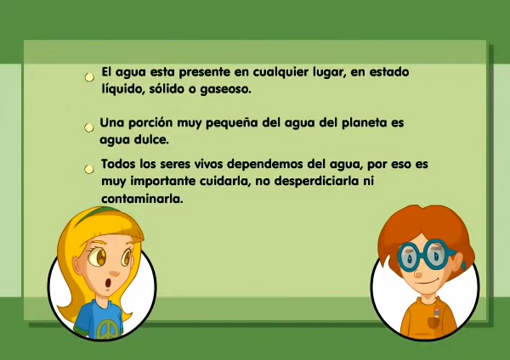 El agua esta presente en cualquier lugar, en estado
líquido, sólido o gaseoso.
Una porción muy pequeña del agua del planeta es
agua dulce.
Todos los seres vivos dependemos del agua, por eso es
muy importante cuidarla, no desperdiciarla ni
contaminarla.